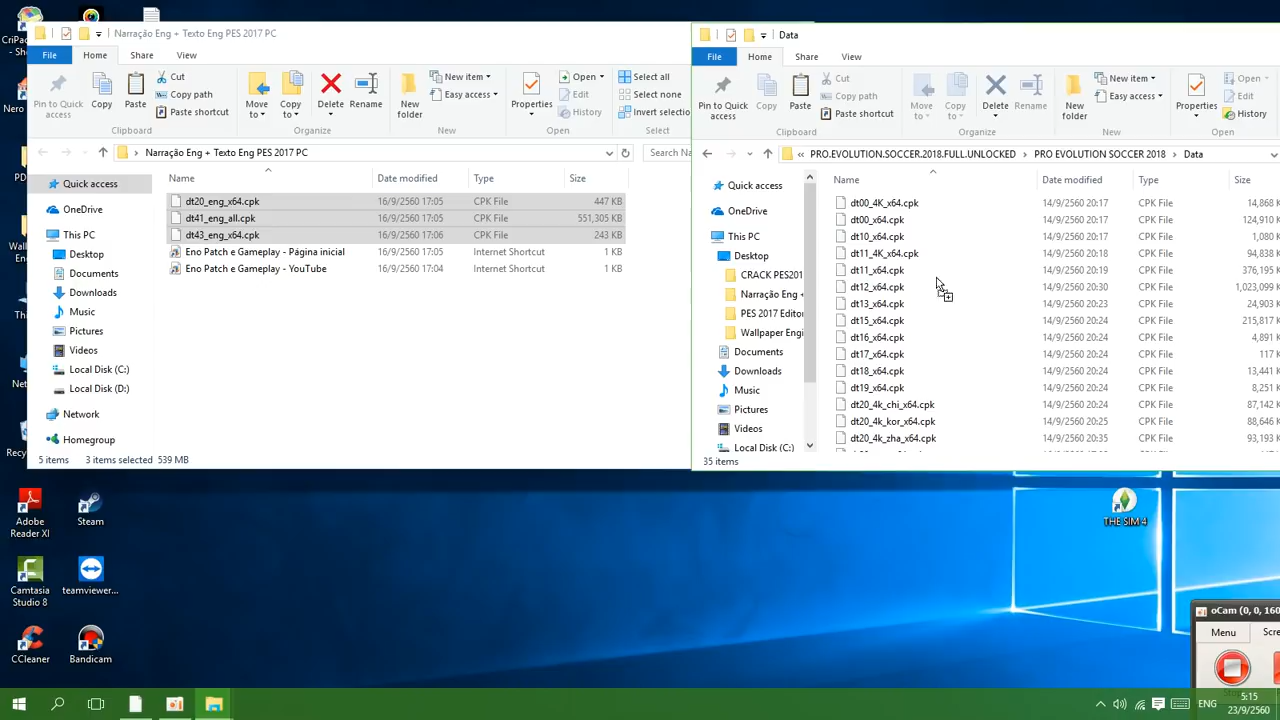 CriPac
Narração Eng + Texto Eng PES 2017 PC
File Home Share View
Pin to Quick access
Copy
Paste
Cut
Copy path
Paste shortcut
Clipboard
Move to
Copy to
Delete
Rename
Organize
New folder
New item
Easy access
New
Properties
Open
Edit
History
Open
Select all
Select none
Invert selectio
Select
Narração Eng + Texto Eng PES 2017 PC
Search Nar
Name Date modified Type Size
Quick access
OneDrive
This PC
Desktop
Documents
Downloads
Music
Pictures
Videos
Local Disk (C:)
Local Disk (D:)
Network
Homegroup
dt20_eng_x64.cpk 16/9/2560 17:05 CPK File 447 KB
dt41_eng_all.cpk 16/9/2560 17:05 CPK File 551,305 KB
dt43_eng_x64.cpk 16/9/2560 17:06 CPK File 243 KB
Eno Patch e Gameplay - Página inicial 16/9/2560 17:05 Internet Shortcut 1 KB
Eno Patch e Gameplay - YouTube 16/9/2560 17:04 Internet Shortcut 1 KB
5 items 3 items selected 539 MB
Data
File Home Share View
Pin to Quick access
Copy
Paste
Cut
Copy path
Paste shortcut
Clipboard
Move to
Copy to
Delete
Rename
Organize
New folder
New item
Easy access
New
Properties
Open
Edit
History
Open
« PRO.EVOLUTION.SOCCER.2018.FULL.UNLOCKED › PRO EVOLUTION SOCCER 2018 › Data
Name Date modified Type Size
Quick access
OneDrive
This PC
Desktop
CRACK PES201
Narração Eng +
PES 2017 Editor
Wallpaper Engi
Documents
Downloads
Music
Pictures
Videos
Local Disk (C:)
dt00_4K_x64.cpk 14/9/2560 20:17 CPK File 14,868 K
dt00_x64.cpk 14/9/2560 20:17 CPK File 124,910 K
dt10_x64.cpk 14/9/2560 20:17 CPK File 1,080 K
dt11_4K_x64.cpk 14/9/2560 20:18 CPK File 94,838 K
dt11_x64.cpk 14/9/2560 20:19 CPK File 376,195 K
dt12_x64.cpk 14/9/2560 20:30 CPK File 1,023,099 K
dt13_x64.cpk 14/9/2560 20:23 CPK File 24,903 K
dt15_x64.cpk 14/9/2560 20:24 CPK File 215,817 K
dt16_x64.cpk 14/9/2560 20:24 CPK File 4,891 K
dt17_x64.cpk 14/9/2560 20:24 CPK File 117 K
dt18_x64.cpk 14/9/2560 20:24 CPK File 13,441 K
dt19_x64.cpk 14/9/2560 20:24 CPK File 8,251 K
dt20_4k_chi_x64.cpk 14/9/2560 20:24 CPK File 87,142 K
dt20_4k_kor_x64.cpk 14/9/2560 20:25 CPK File 88,646 K
dt20_4k_zha_x64.cpk 14/9/2560 20:35 CPK File 93,193 K
35 items
Adobe Reader XI
Steam
Camtasia Studio 8
teamviewer...
CCleaner
Bandicam
THE SIM 4
oCam (0, 0, 160
Menu
Scre
ENG
5:15
23/9/2560